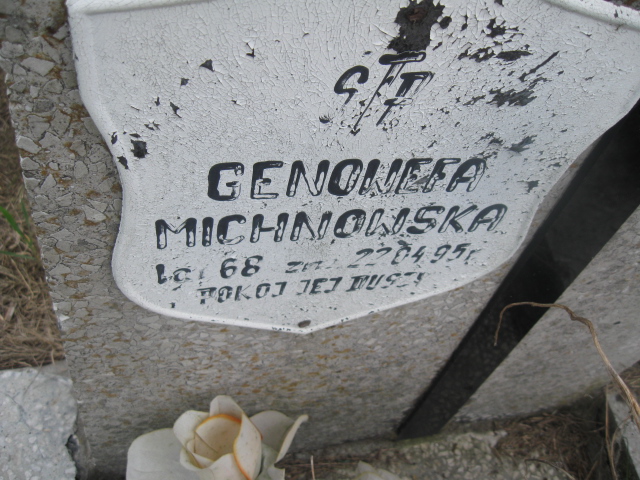 Ś T P
GENOWEFA
MICHNOWSKA
68 zm. 22 04 95r
POKOJ JEJ DUSZY